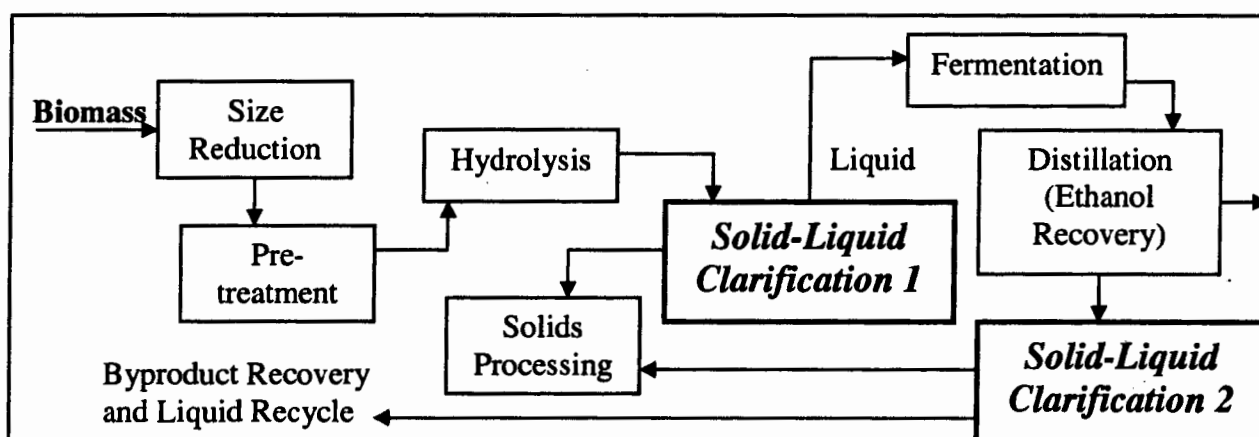 Biomass
Size
Reduction
Pre-
treatment
Hydrolysis
Solid-Liquid
Clarification 1
Liquid
Fermentation
Distillation
(Ethanol
Recovery)
Solids
Processing
Solid-Liquid
Clarification 2
Byproduct Recovery
and Liquid Recycle